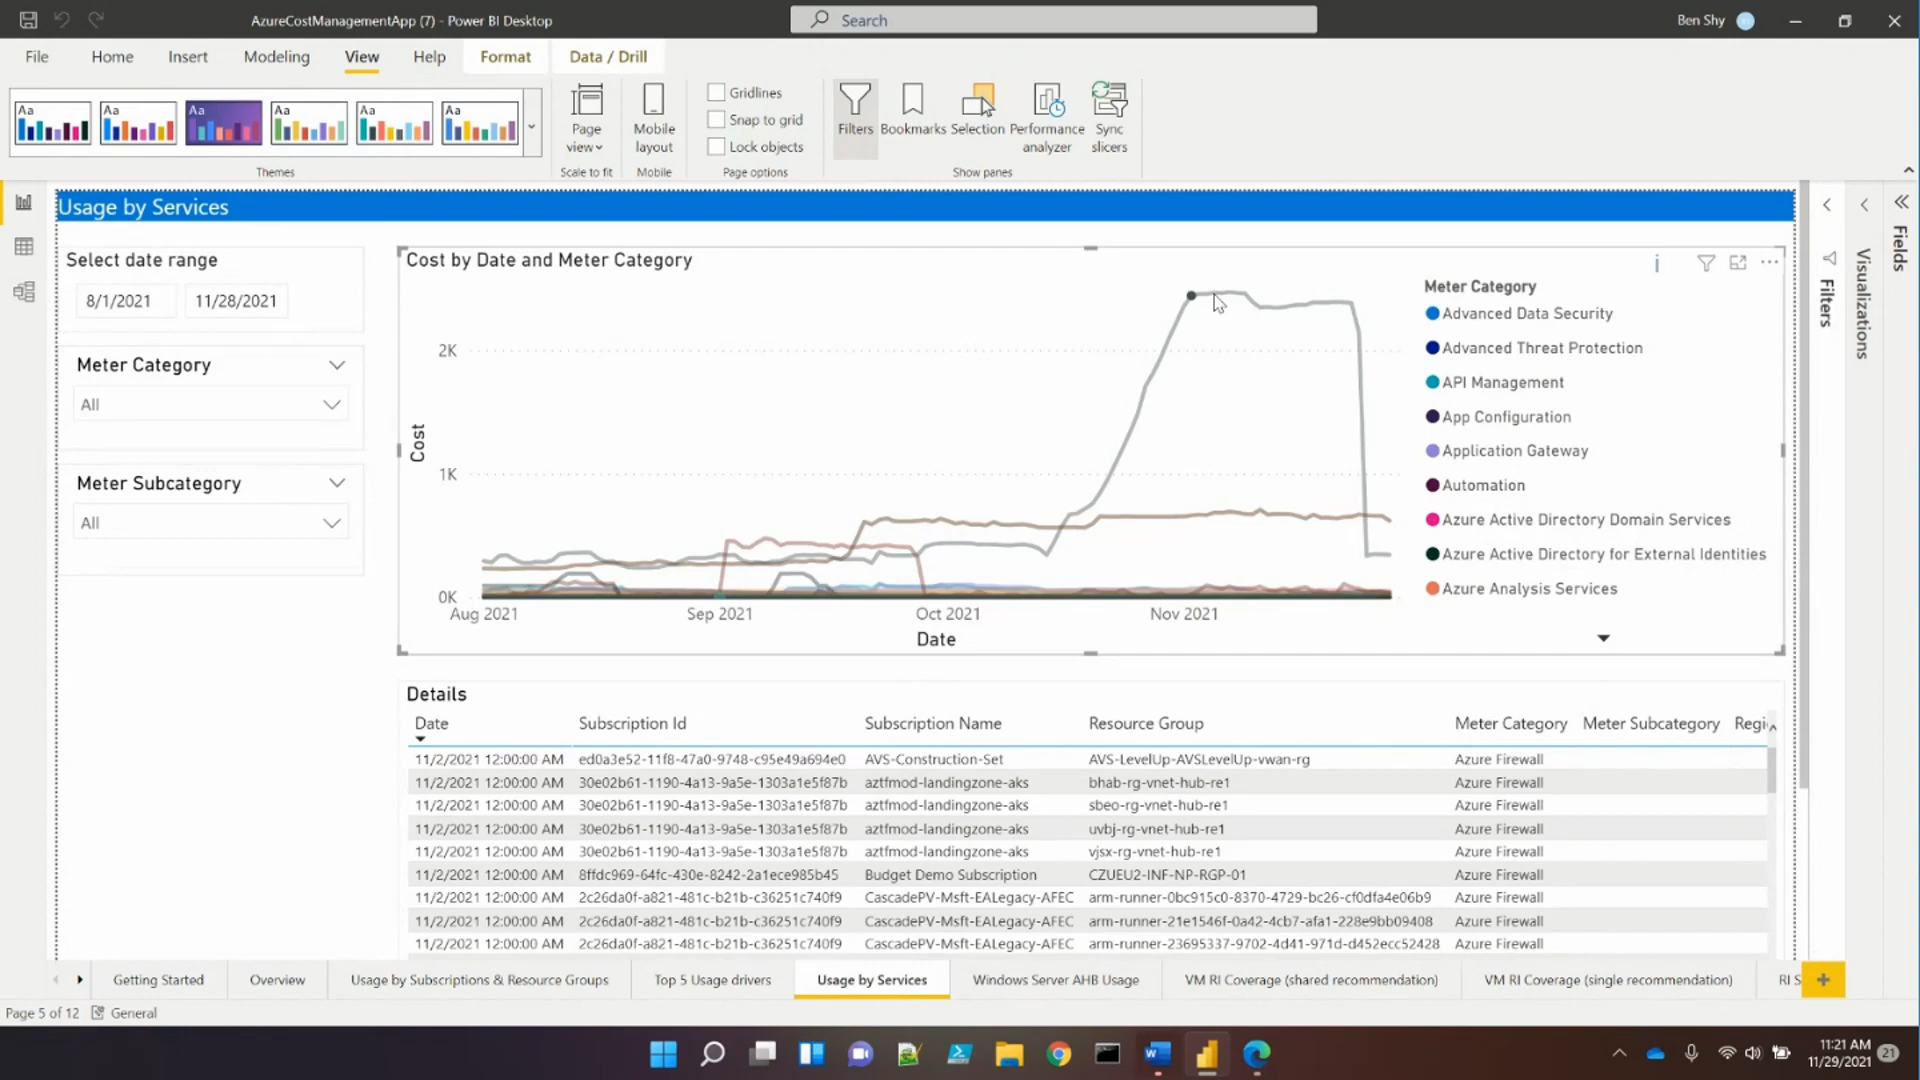 AzureCostManagementApp (7) - Power BI Desktop
Search
Ben Shy
File Home Insert Modeling View Help Format Data / Drill
Aa Aa Aa Aa Aa Aa
Page view
Mobile layout
Gridlines
Snap to grid
Lock objects
Filters
Bookmarks
Selection
Performance analyzer
Sync slicers
Themes
Scale to fit
Mobile
Page options
Show panes
Usage by Services
Select date range
8/1/2021 11/28/2021
Meter Category
All
Meter Subcategory
All
Cost by Date and Meter Category
2K
1K
0K
Cost
Aug 2021 Sep 2021 Oct 2021 Nov 2021
Date
Meter Category
Advanced Data Security
Advanced Threat Protection
API Management
App Configuration
Application Gateway
Automation
Azure Active Directory Domain Services
Azure Active Directory for External Identities
Azure Analysis Services
Filters
Visualizations
Fields
Details
Date Subscription Id Subscription Name Resource Group Meter Category Meter Subcategory Regi
11/2/2021 12:00:00 AM ed0a3e52-11f8-47a0-9748-c95e49a694e0 AVS-Construction-Set AVS-LevelUp-AVSLevelUp-vwan-rg Azure Firewall
11/2/2021 12:00:00 AM 30e02b61-1190-4a13-9a5e-1303a1e5f87b aztfmod-landingzone-aks bhab-rg-vnet-hub-re1 Azure Firewall
11/2/2021 12:00:00 AM 30e02b61-1190-4a13-9a5e-1303a1e5f87b aztfmod-landingzone-aks sbeo-rg-vnet-hub-re1 Azure Firewall
11/2/2021 12:00:00 AM 30e02b61-1190-4a13-9a5e-1303a1e5f87b aztfmod-landingzone-aks uvbj-rg-vnet-hub-re1 Azure Firewall
11/2/2021 12:00:00 AM 30e02b61-1190-4a13-9a5e-1303a1e5f87b aztfmod-landingzone-aks vjsx-rg-vnet-hub-re1 Azure Firewall
11/2/2021 12:00:00 AM 8ffdc969-64fc-430e-8242-2a1ece985b45 Budget Demo Subscription CZUEU2-INF-NP-RGP-01 Azure Firewall
11/2/2021 12:00:00 AM 2c26da0f-a821-481c-b21b-c36251c740f9 CascadePV-Msft-EALegacy-AFEC arm-runner-0bc915c0-8370-4729-bc26-cf0dfa4e06b9 Azure Firewall
11/2/2021 12:00:00 AM 2c26da0f-a821-481c-b21b-c36251c740f9 CascadePV-Msft-EALegacy-AFEC arm-runner-21e1546f-0a42-4cb7-afa1-228e9bb09408 Azure Firewall
11/2/2021 12:00:00 AM 2c26da0f-a821-481c-b21b-c36251c740f9 CascadePV-Msft-EALegacy-AFEC arm-runner-23695337-9702-4d41-971d-d452ecc52428 Azure Firewall
Getting Started Overview Usage by Subscriptions & Resource Groups Top 5 Usage drivers Usage by Services Windows Server AHB Usage VM RI Coverage (shared recommendation) VM RI Coverage (single recommendation) RI S
Page 5 of 12 General
11:21 AM
11/29/2021
21